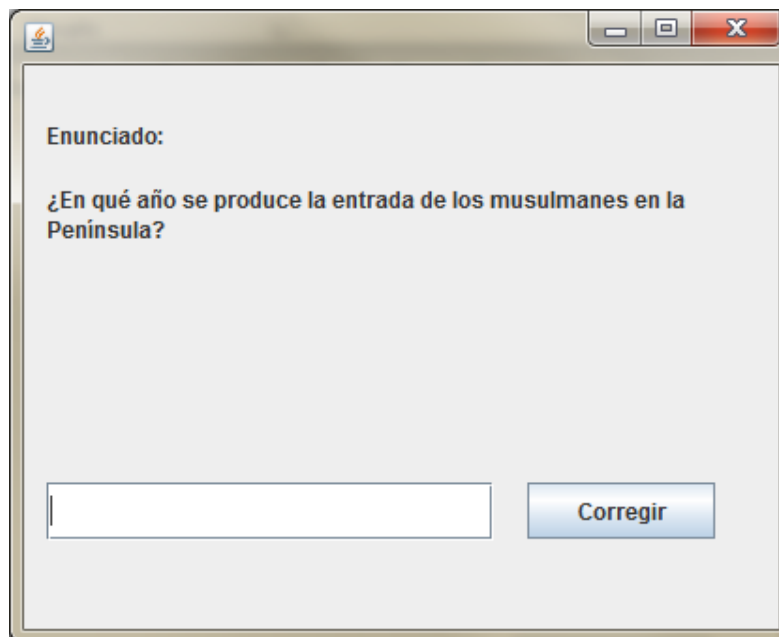 Enunciado:
¿En qué año se produce la entrada de los musulmanes en la
Península?
Corregir